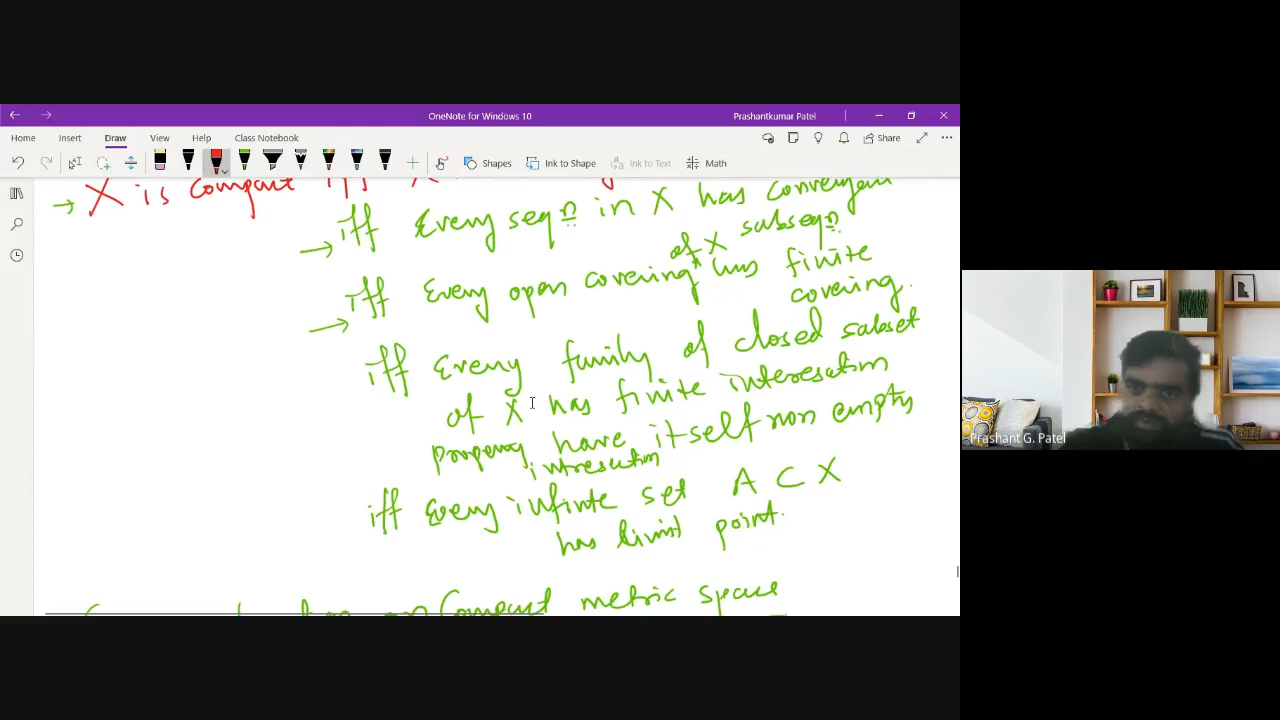 OneNote for Windows 10
Prashantkumar Patel
Home Insert Draw View Help Class Notebook
Share
Shapes Ink to Shape Ink to Text Math
→ X is Compact iff X
→ iff Every seqn in X has convergent
subseqn
→ iff Every open covering of X has finite
covering.
iff Every family of closed subset
of X has finite interesection
property have itself non empty
intresection
iff Every infinite set A ⊂ X
has limit point.
Compact metric space
Prashant G. Patel